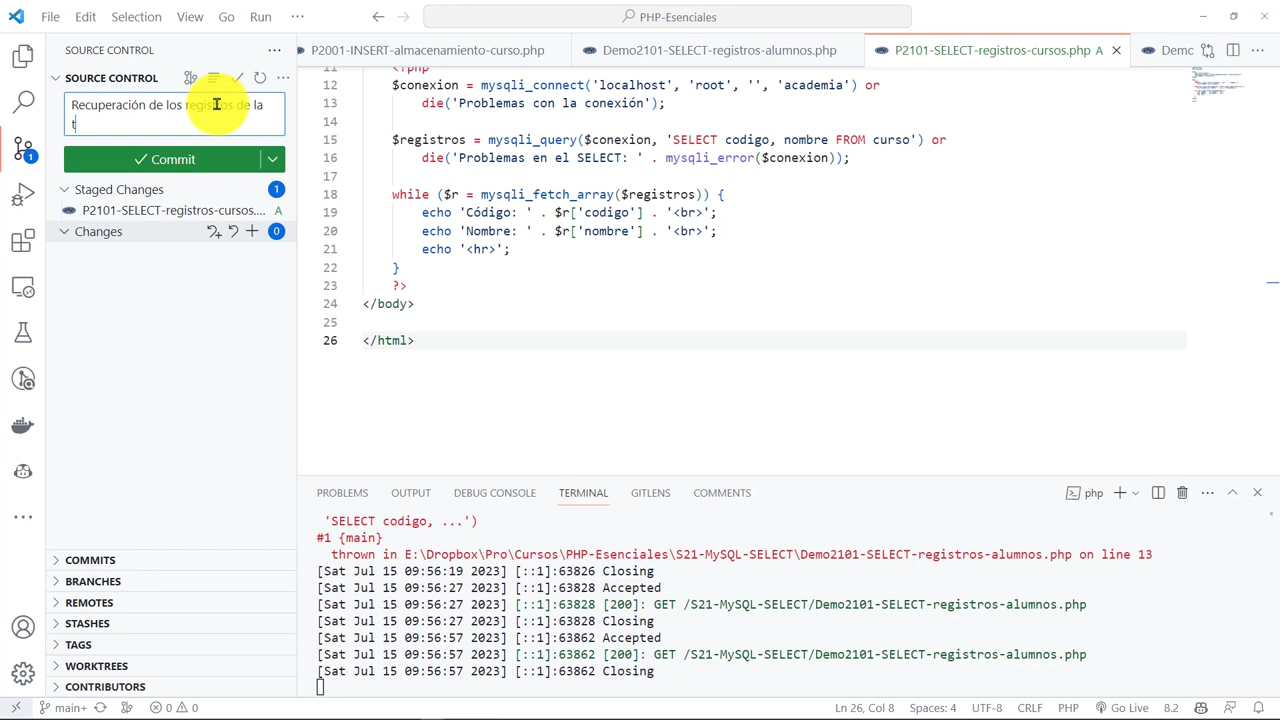 File Edit Selection View Go Run ··· PHP-Esenciales
SOURCE CONTROL ···
P2001-INSERT-almacenamiento-curso.php Demo2101-SELECT-registros-alumnos.php P2101-SELECT-registros-cursos.php A Demc
SOURCE CONTROL
Recuperación de los registros de la
t
Commit
Staged Changes 1
P2101-SELECT-registros-cursos.... A
Changes 0
1
COMMITS
BRANCHES
REMOTES
STASHES
TAGS
WORKTREES
CONTRIBUTORS
11 <?php
12 $conexion = mysqli_connect('localhost', 'root', '', 'academia') or
13 die('Problemas con la conexión');
14
15 $registros = mysqli_query($conexion, 'SELECT codigo, nombre FROM curso') or
16 die('Problemas en el SELECT: ' . mysqli_error($conexion));
17
18 while ($r = mysqli_fetch_array($registros)) {
19 echo 'Código: ' . $r['codigo'] . '<br>';
20 echo 'Nombre: ' . $r['nombre'] . '<br>';
21 echo '<hr>';
22 }
23 ?>
24 </body>
25
26 </html>
PROBLEMS OUTPUT DEBUG CONSOLE TERMINAL GITLENS COMMENTS php
'SELECT codigo, ...')
#1 {main}
thrown in E:\Dropbox\Pro\Cursos\PHP-Esenciales\S21-MySQL-SELECT\Demo2101-SELECT-registros-alumnos.php on line 13
[Sat Jul 15 09:56:19 2023] [::1]:63826 Closing
[Sat Jul 15 09:56:27 2023] [::1]:63828 Accepted
[Sat Jul 15 09:56:27 2023] [::1]:63828 [200]: GET /S21-MySQL-SELECT/Demo2101-SELECT-registros-alumnos.php
[Sat Jul 15 09:56:27 2023] [::1]:63828 Closing
[Sat Jul 15 09:56:57 2023] [::1]:63862 Accepted
[Sat Jul 15 09:56:57 2023] [::1]:63862 [200]: GET /S21-MySQL-SELECT/Demo2101-SELECT-registros-alumnos.php
[Sat Jul 15 09:56:57 2023] [::1]:63862 Closing
main+ 0 0 Ln 26, Col 8 Spaces: 4 UTF-8 CRLF PHP Go Live 8.2